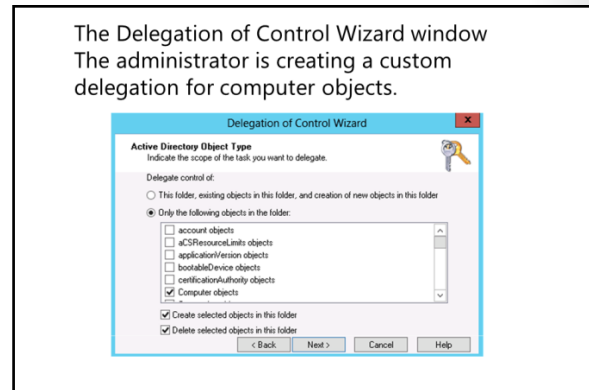 The Delegation of Control Wizard window
The administrator is creating a custom
delegation for computer objects.
Delegation of Control Wizard
x
Active Directory Object Type
Indicate the scope of the task you want to delegate.
Delegate control of:
This folder, existing objects in this folder, and creation of new objects in this folder
Only the following objects in the folder:
account objects
aCSResourceLimits objects
applicationVersion objects
bootableDevice objects
certificationAuthority objects
Computer objects
Create selected objects in this folder
Delete selected objects in this folder
< Back Next > Cancel Help